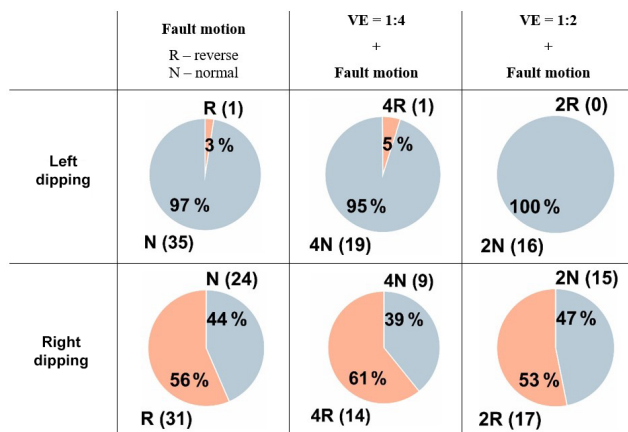 Fault motion
R – reverse
N – normal
VE = 1:4
+
Fault motion
VE = 1:2
+
Fault motion
Left
dipping
R (1)
3 %
97 %
N (35)
4R (1)
5 %
95 %
4N (19)
2R (0)
100 %
2N (16)
Right
dipping
N (24)
44 %
56 %
R (31)
4N (9)
39 %
61 %
4R (14)
2N (15)
47 %
53 %
2R (17)